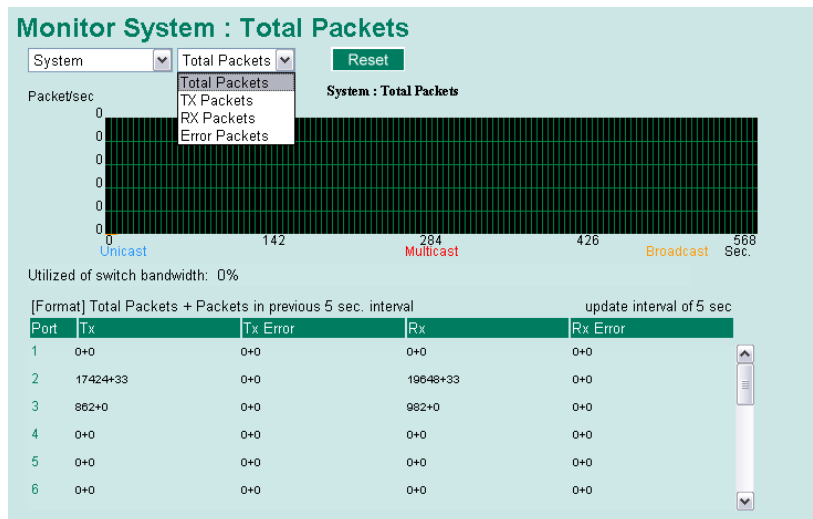 Monitor System : Total Packets
System Total Packets Reset
Total Packets
TX Packets
RX Packets
Error Packets
System : Total Packets
Packet/sec
0
0
0
0
0
0
0 142 284 426 568
Unicast Multicast Broadcast Sec.
Utilized of switch bandwidth: 0%
[Format] Total Packets + Packets in previous 5 sec. interval update interval of 5 sec
Port Tx Tx Error Rx Rx Error
1 0+0 0+0 0+0 0+0
2 17424+33 0+0 19648+33 0+0
3 862+0 0+0 982+0 0+0
4 0+0 0+0 0+0 0+0
5 0+0 0+0 0+0 0+0
6 0+0 0+0 0+0 0+0